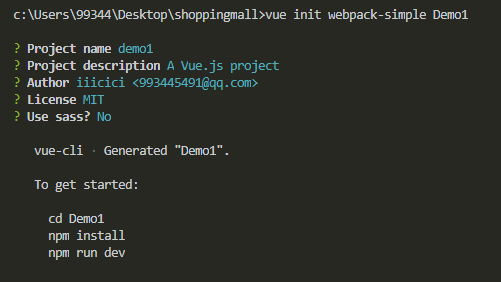 c:\Users\99344\Desktop\shoppingmall>vue init webpack-simple Demo1
? Project name demo1
? Project description A Vue.js project
? Author iiicici <993445491@qq.com>
? License MIT
? Use sass? No
vue-cli · Generated "Demo1".
To get started:
cd Demo1
npm install
npm run dev